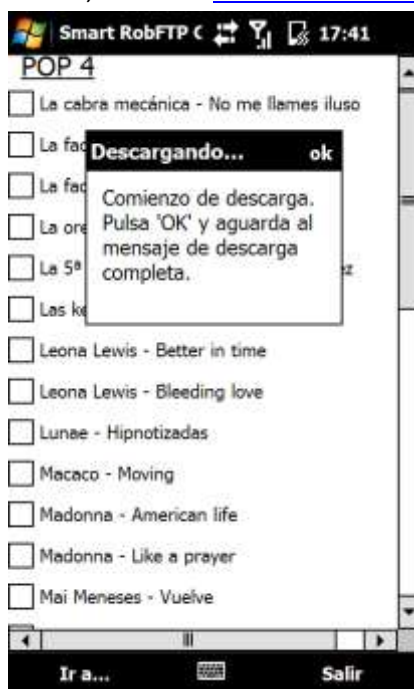 Smart RobFTP C 17:41
POP 4
La cabra mecánica - No me llames iluso
La fac
Descargando... ok
La fac
Comienzo de descarga.
La ore
Pulsa 'OK' y aguarda al
mensaje de descarga
La 5ª
completa.
ez
Las ke
Leona Lewis - Better in time
Leona Lewis - Bleeding love
Lunae - Hipnotizadas
Macaco - Moving
Madonna - American life
Madonna - Like a prayer
Mai Meneses - Vuelve
Ir a... Salir